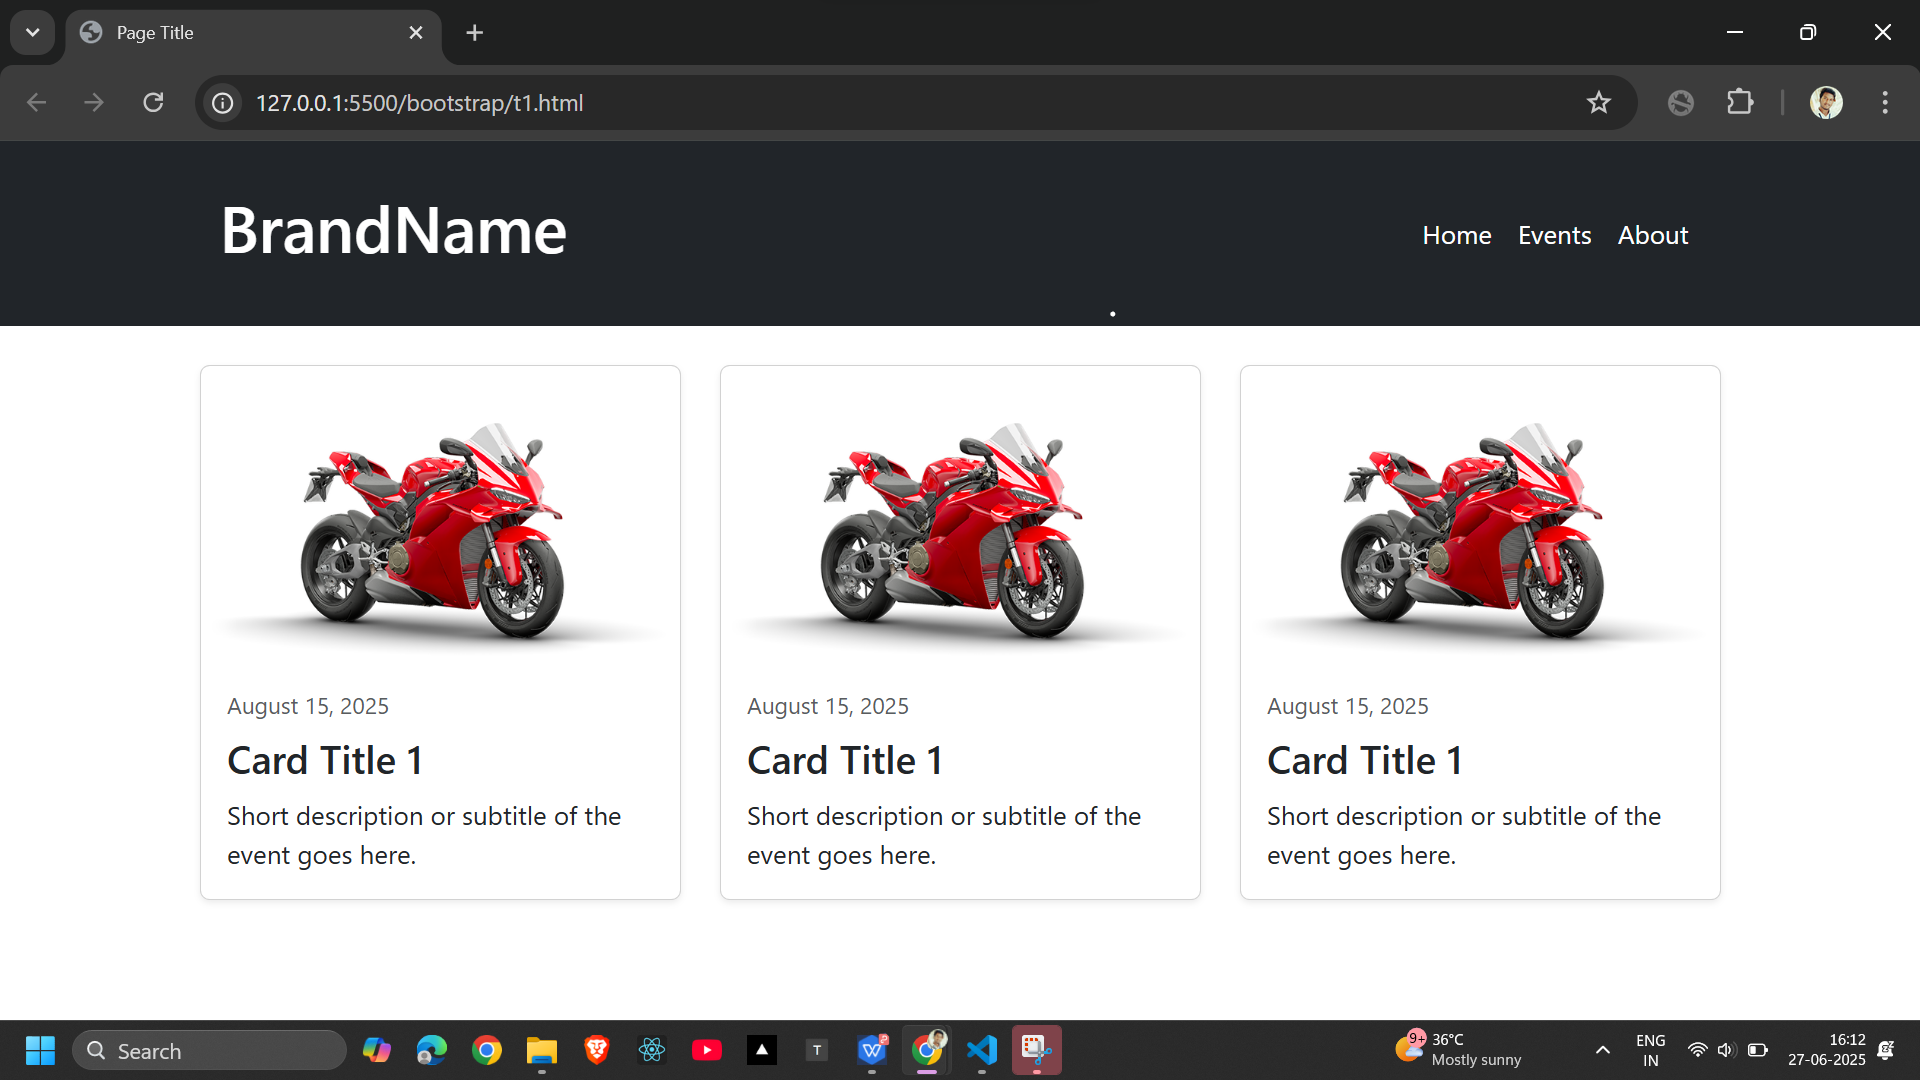 Page Title
127.0.0.1:5500/bootstrap/t1.html
BrandName
Home Events About
.
August 15, 2025
Card Title 1
Short description or subtitle of the
event goes here.
August 15, 2025
Card Title 1
Short description or subtitle of the
event goes here.
August 15, 2025
Card Title 1
Short description or subtitle of the
event goes here.
Search
T
W
9+
36°C
Mostly sunny
ENG
IN
16:12
27-06-2025